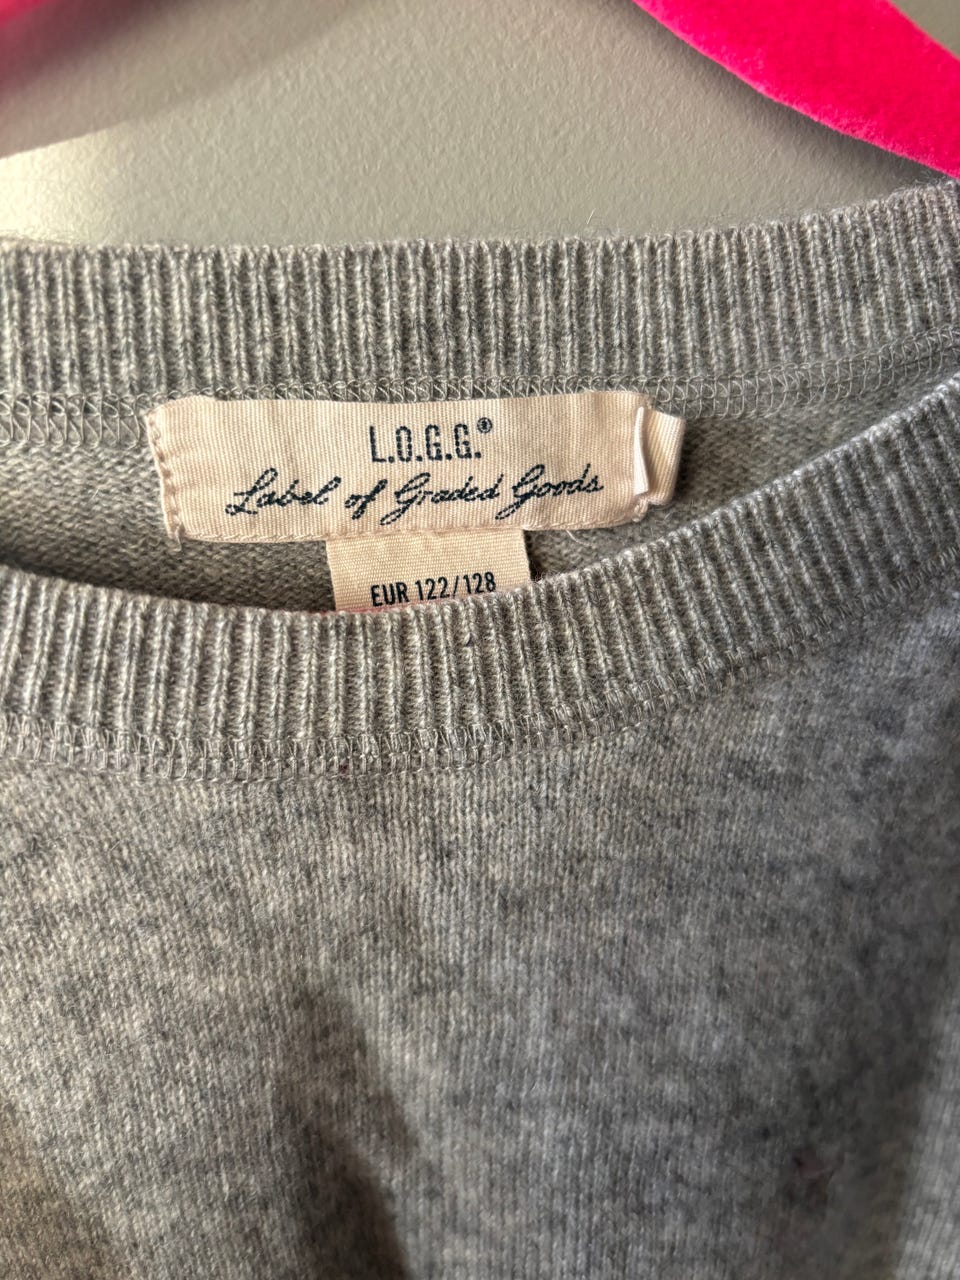 L.O.G.G.®
Label of Graded Goods
EUR 122/128